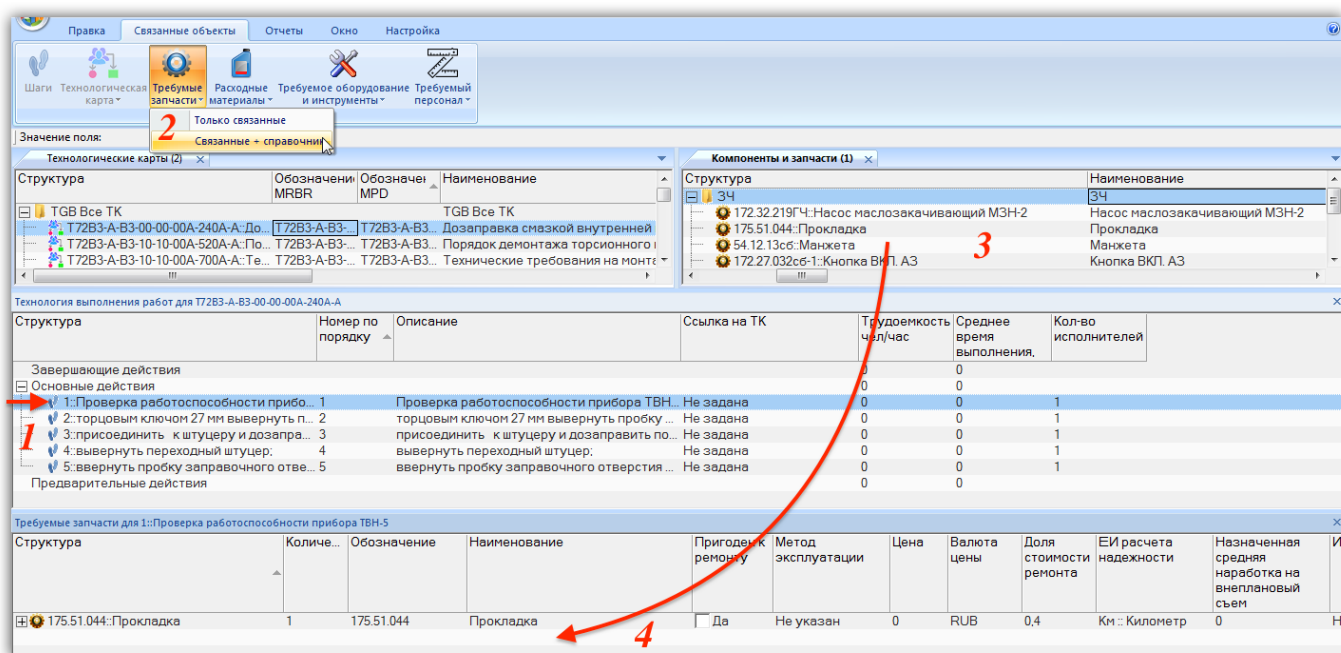 Правка Связанные объекты Отчеты Окно Настройка
Шаги Технологическая карта Требумые запчасти Расходные материалы Требуемое оборудование и инструменты Требуемый персонал
2
Только связанные
Связанные + справочник
Значение поля:
Технологические карты (2) Компоненты и запчасти (1)
Структура Обозначени MRBR Обозначен MPD Наименование
TGB Все ТК TGB Все ТК
T72B3-A-B3-00-00-00A-240A-A::До... T72B3-A-B3-... T72B3-A-B3... Дозаправка смазкой внутренней
T72B3-A-B3-10-10-00A-520A-A::По... T72B3-A-B3-... T72B3-A-B3... Порядок демонтажа торсионного
T72B3-A-B3-10-10-00A-700A-A::Те... T72B3-A-B3-... T72B3-A-B3... Технические требования на монта
Структура Наименование
ЗЧ ЗЧ
172.32.219ГЧ::Насос маслозакачивающий МЗН-2 Насос маслозакачивающий МЗН-2
175.51.044::Прокладка Прокладка
54.12.13сб::Манжета Манжета
172.27.032сб-1::Кнопка ВКП. АЗ Кнопка ВКП. АЗ
3
Технология выполнения работ для T72B3-A-B3-00-00-00A-240A-A
Структура Номер по порядку Описание Ссылка на ТК Трудоемкость чел/час Среднее время выполнения, Кол-во исполнителей
Завершающие действия 0 0
Основные действия 0 0
1::Проверка работоспособности прибо... 1 Проверка работоспособности прибора ТВН... Не задана 0 0 1
2::торцовым ключом 27 мм вывернуть п... 2 торцовым ключом 27 мм вывернуть пробку ... Не задана 0 0 1
1
3::присоединить к штуцеру и дозапра... 3 присоединить к штуцеру и дозаправить по... Не задана 0 0 1
4::вывернуть переходный штуцер; 4 вывернуть переходный штуцер; Не задана 0 0 1
5::ввернуть пробку заправочного отве... 5 ввернуть пробку заправочного отверстия ... Не задана 0 0 1
Предварительные действия 0 0
Требуемые запчасти для 1::Проверка работоспособности прибора ТВН-5
Структура Количе... Обозначение Наименование Пригоден к ремонту Метод эксплуатации Цена Валюта цены Доля стоимости ремонта ЕИ расчета надежности Назначенная средняя наработка на внеплановый съем И
175.51.044::Прокладка 1 175.51.044 Прокладка Да Не указан 0 RUB 0,4 Км :: Километр 0 Н
4